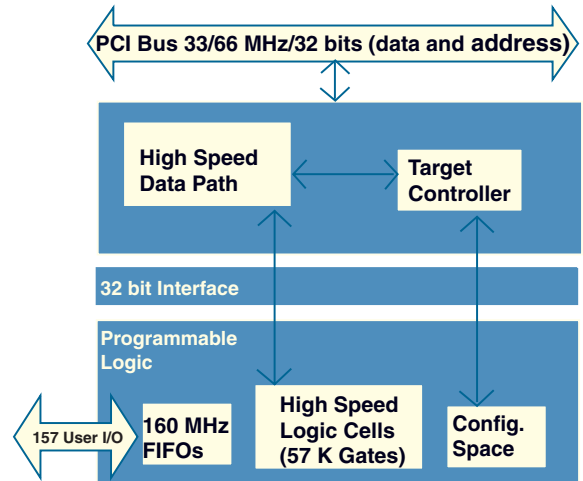 PCI Bus 33/66 MHz/32 bits (data and address)
High Speed
Data Path
Target
Controller
32 bit Interface
Programmable
Logic
157 User I/O
160 MHz
FIFOs
High Speed
Logic Cells
(57 K Gates)
Config.
Space